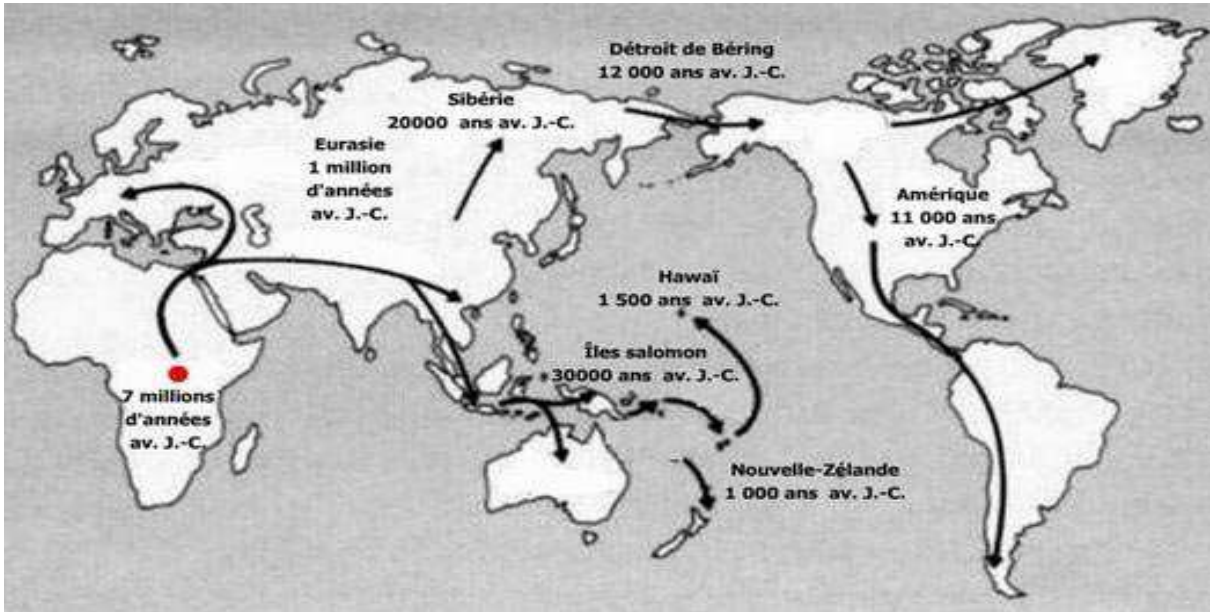 Détroit de Béring
12 000 ans av. J.-C.
Sibérie
20000 ans av. J.-C.
Eurasie
1 million
d'années
av. J.-C.
Amérique
11 000 ans
av. J.-C.
Hawaï
1 500 ans av. J.-C.
Îles salomon
30000 ans av. J.-C.
7 millions
d'années
av. J.-C.
Nouvelle-Zélande
1 000 ans av. J.-C.